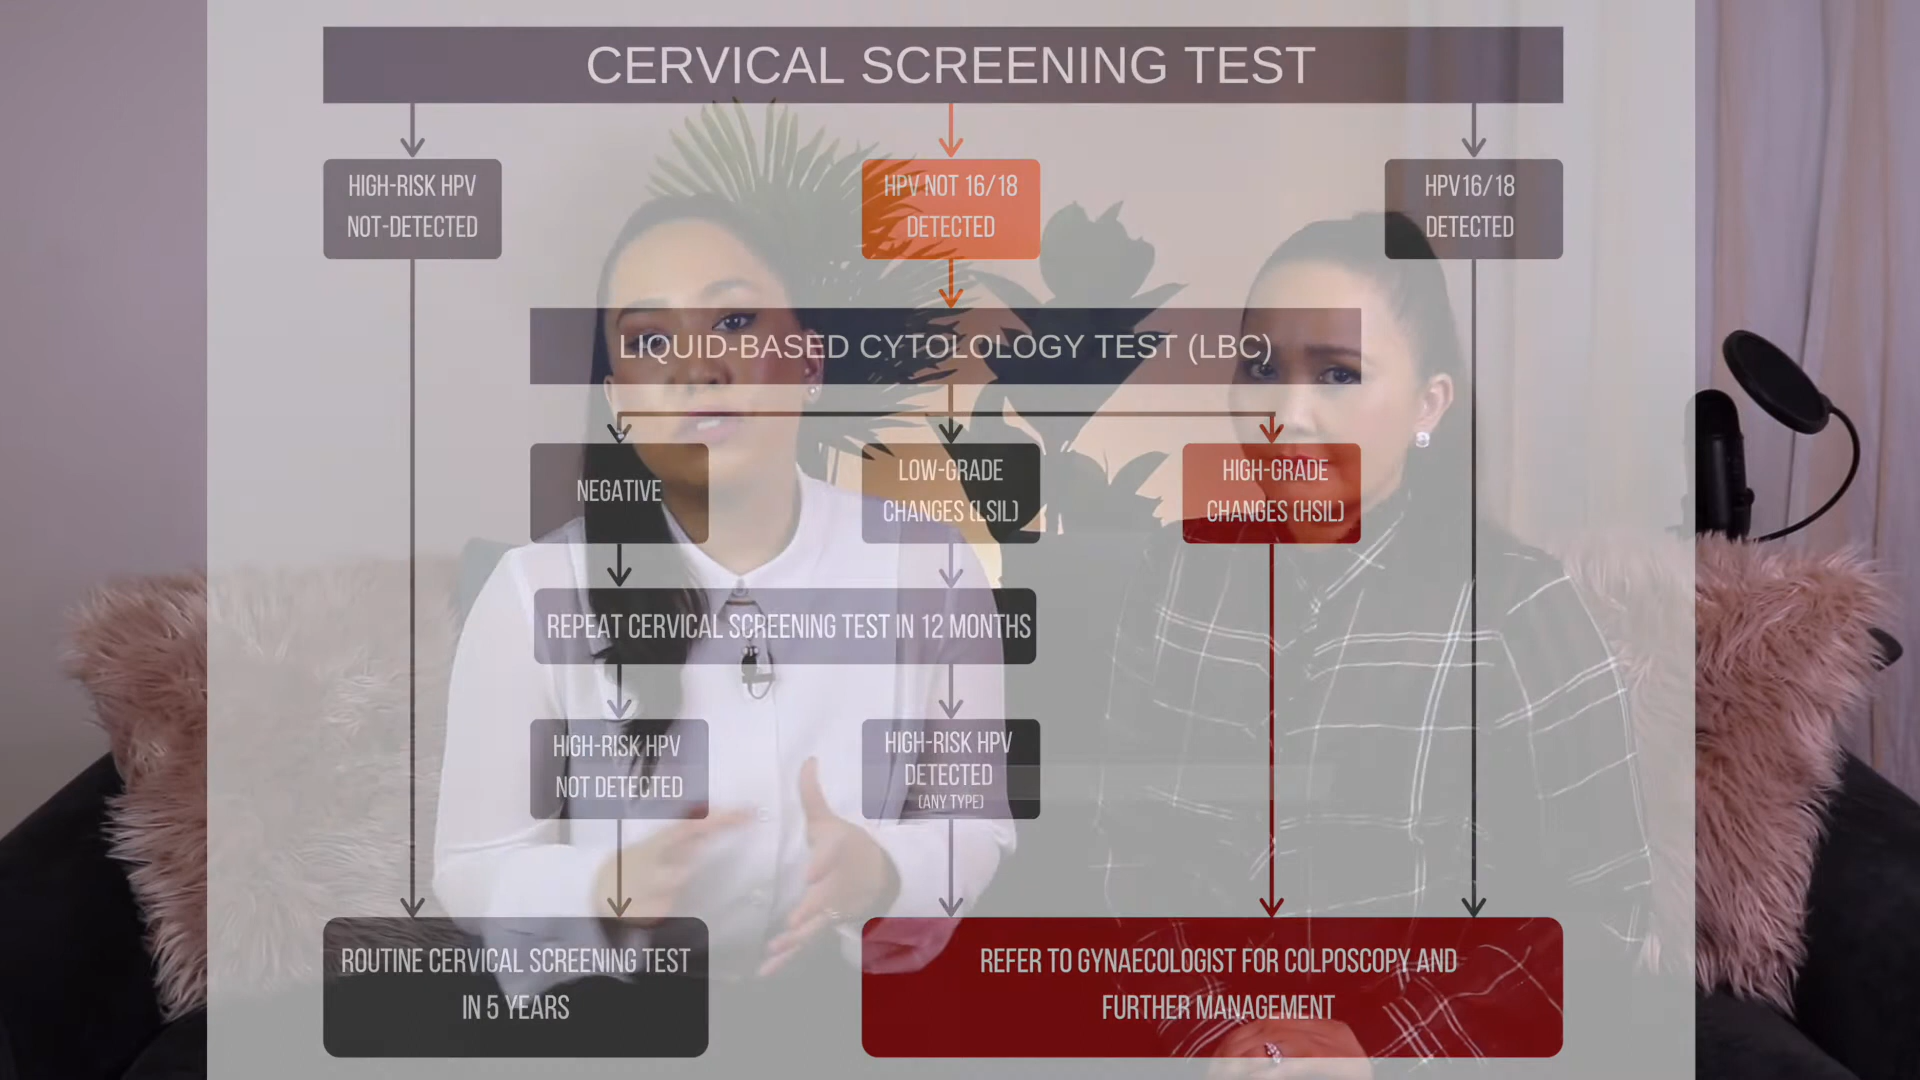 CERVICAL SCREENING TEST
HIGH-RISK HPV
NOT-DETECTED
HPV NOT 16/18
DETECTED
HPV16/18
DETECTED
LIQUID-BASED CYTOLOLOGY TEST (LBC)
NEGATIVE
LOW-GRADE
CHANGES (LSIL)
HIGH-GRADE
CHANGES (HSIL)
REPEAT CERVICAL SCREENING TEST IN 12 MONTHS
HIGH-RISK HPV
NOT DETECTED
HIGH-RISK HPV
DETECTED
(ANY TYPE)
ROUTINE CERVICAL SCREENING TEST
IN 5 YEARS
REFER TO GYNAECOLOGIST FOR COLPOSCOPY AND
FURTHER MANAGEMENT